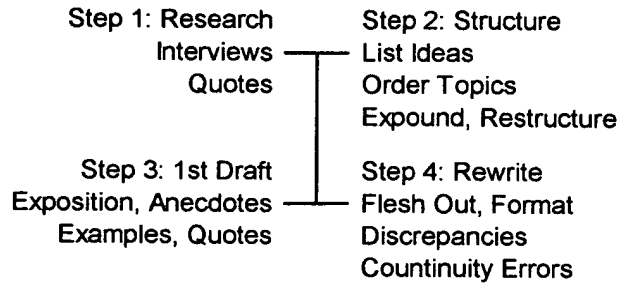 Step 1: Research
Interviews
Quotes
Step 2: Structure
List Ideas
Order Topics
Expound, Restructure
Step 3: 1st Draft
Exposition, Anecdotes
Examples, Quotes
Step 4: Rewrite
Flesh Out, Format
Discrepancies
Countinuity Errors